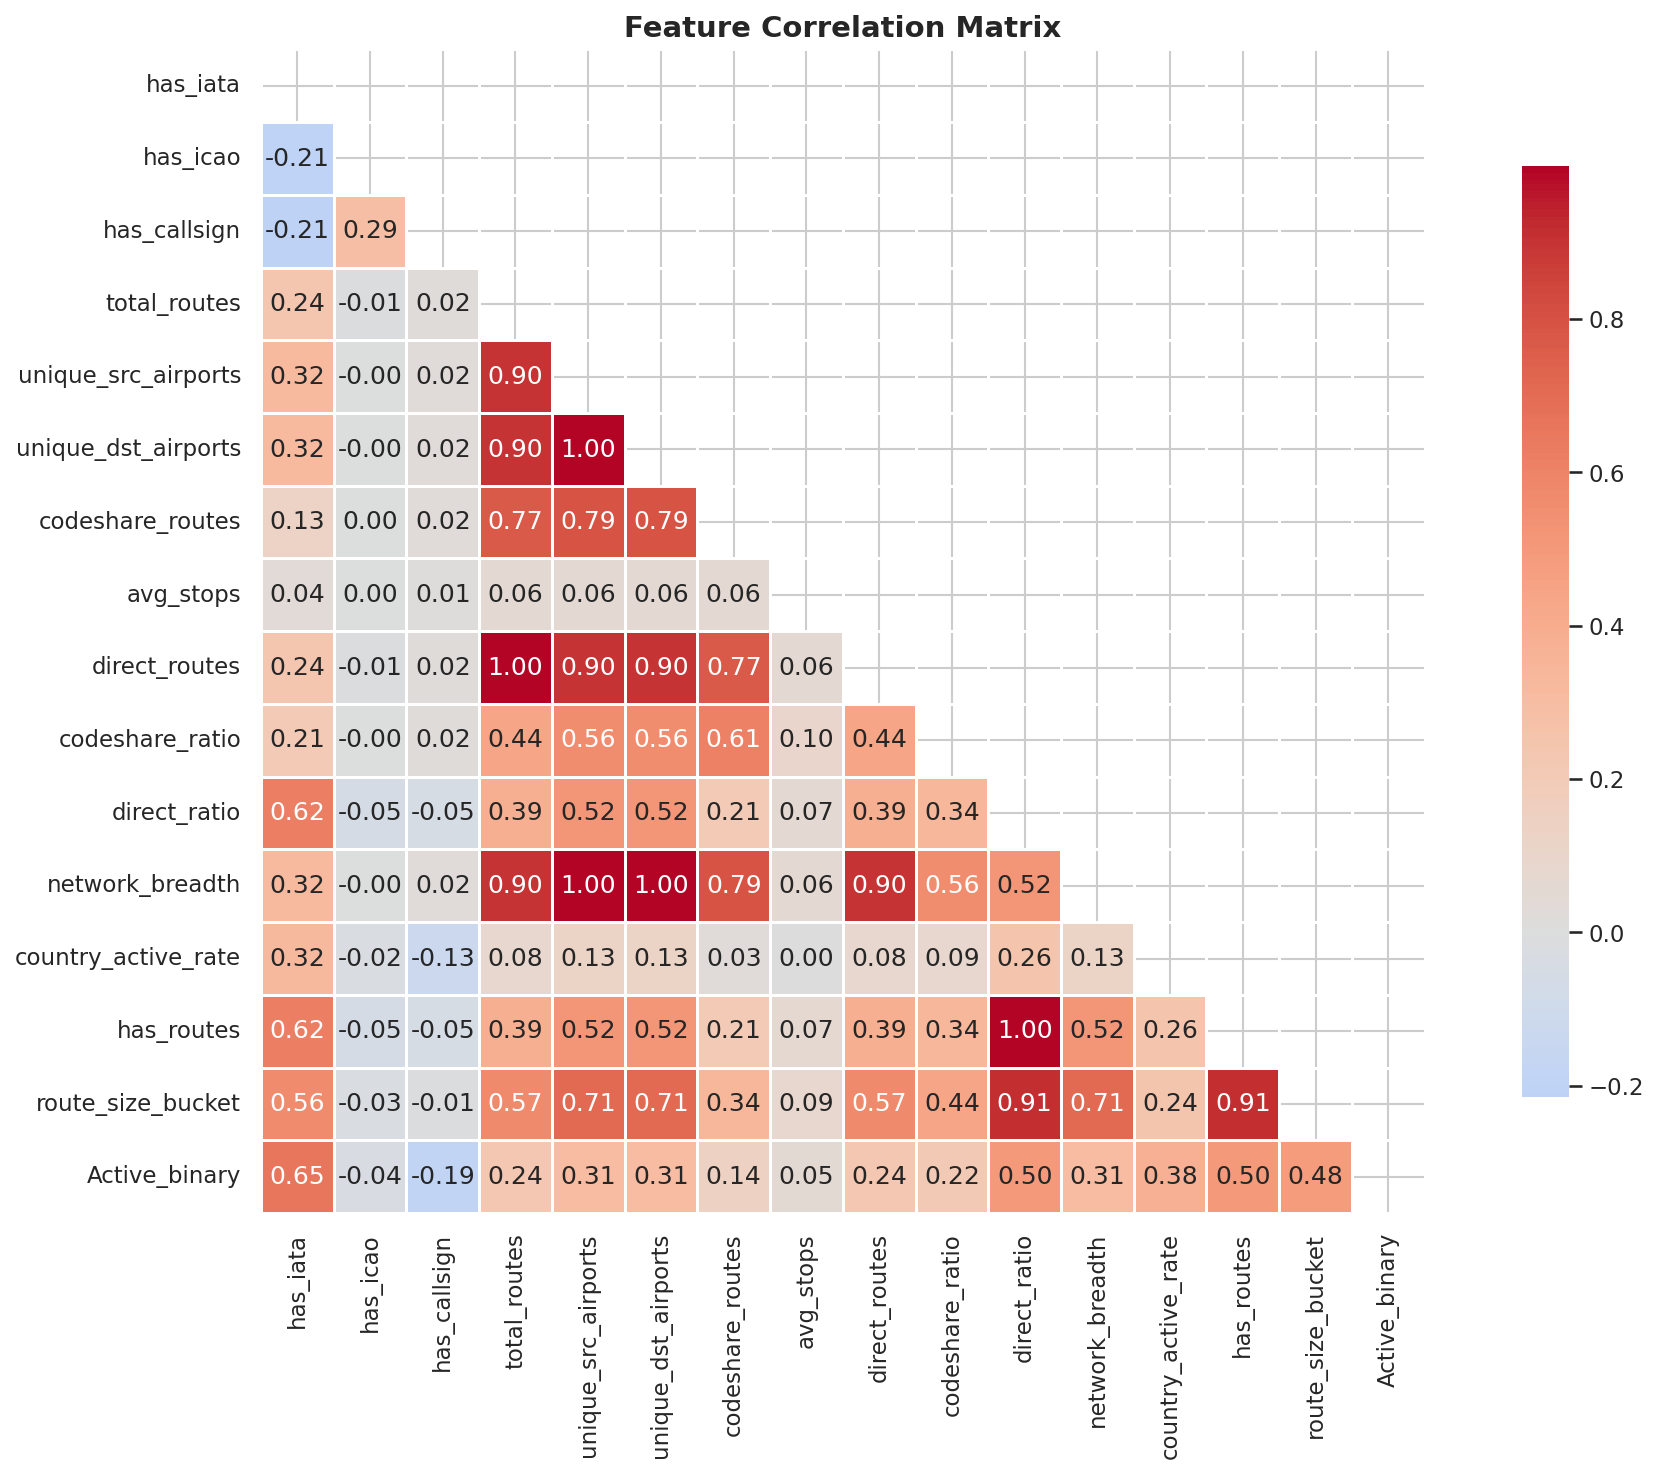 Feature Correlation Matrix
has_iata
has_icao -0.21
has_callsign -0.21 0.29
total_routes 0.24 -0.01 0.02
unique_src_airports 0.32 -0.00 0.02 0.90
unique_dst_airports 0.32 -0.00 0.02 0.90 1.00
codeshare_routes 0.13 0.00 0.02 0.77 0.79 0.79
avg_stops 0.04 0.00 0.01 0.06 0.06 0.06 0.06
direct_routes 0.24 -0.01 0.02 1.00 0.90 0.90 0.77 0.06
codeshare_ratio 0.21 -0.00 0.02 0.44 0.56 0.56 0.61 0.10 0.44
direct_ratio 0.62 -0.05 -0.05 0.39 0.52 0.52 0.21 0.07 0.39 0.34
network_breadth 0.32 -0.00 0.02 0.90 1.00 1.00 0.79 0.06 0.90 0.56 0.52
country_active_rate 0.32 -0.02 -0.13 0.08 0.13 0.13 0.03 0.00 0.08 0.09 0.26 0.13
has_routes 0.62 -0.05 -0.05 0.39 0.52 0.52 0.21 0.07 0.39 0.34 1.00 0.52 0.26
route_size_bucket 0.56 -0.03 -0.01 0.57 0.71 0.71 0.34 0.09 0.57 0.44 0.91 0.71 0.24 0.91
Active_binary 0.65 -0.04 -0.19 0.24 0.31 0.31 0.14 0.05 0.24 0.22 0.50 0.31 0.38 0.50 0.48
has_iata
has_icao
has_callsign
total_routes
unique_src_airports
unique_dst_airports
codeshare_routes
avg_stops
direct_routes
codeshare_ratio
direct_ratio
network_breadth
country_active_rate
has_routes
route_size_bucket
Active_binary
0.8
0.6
0.4
0.2
0.0
−0.2